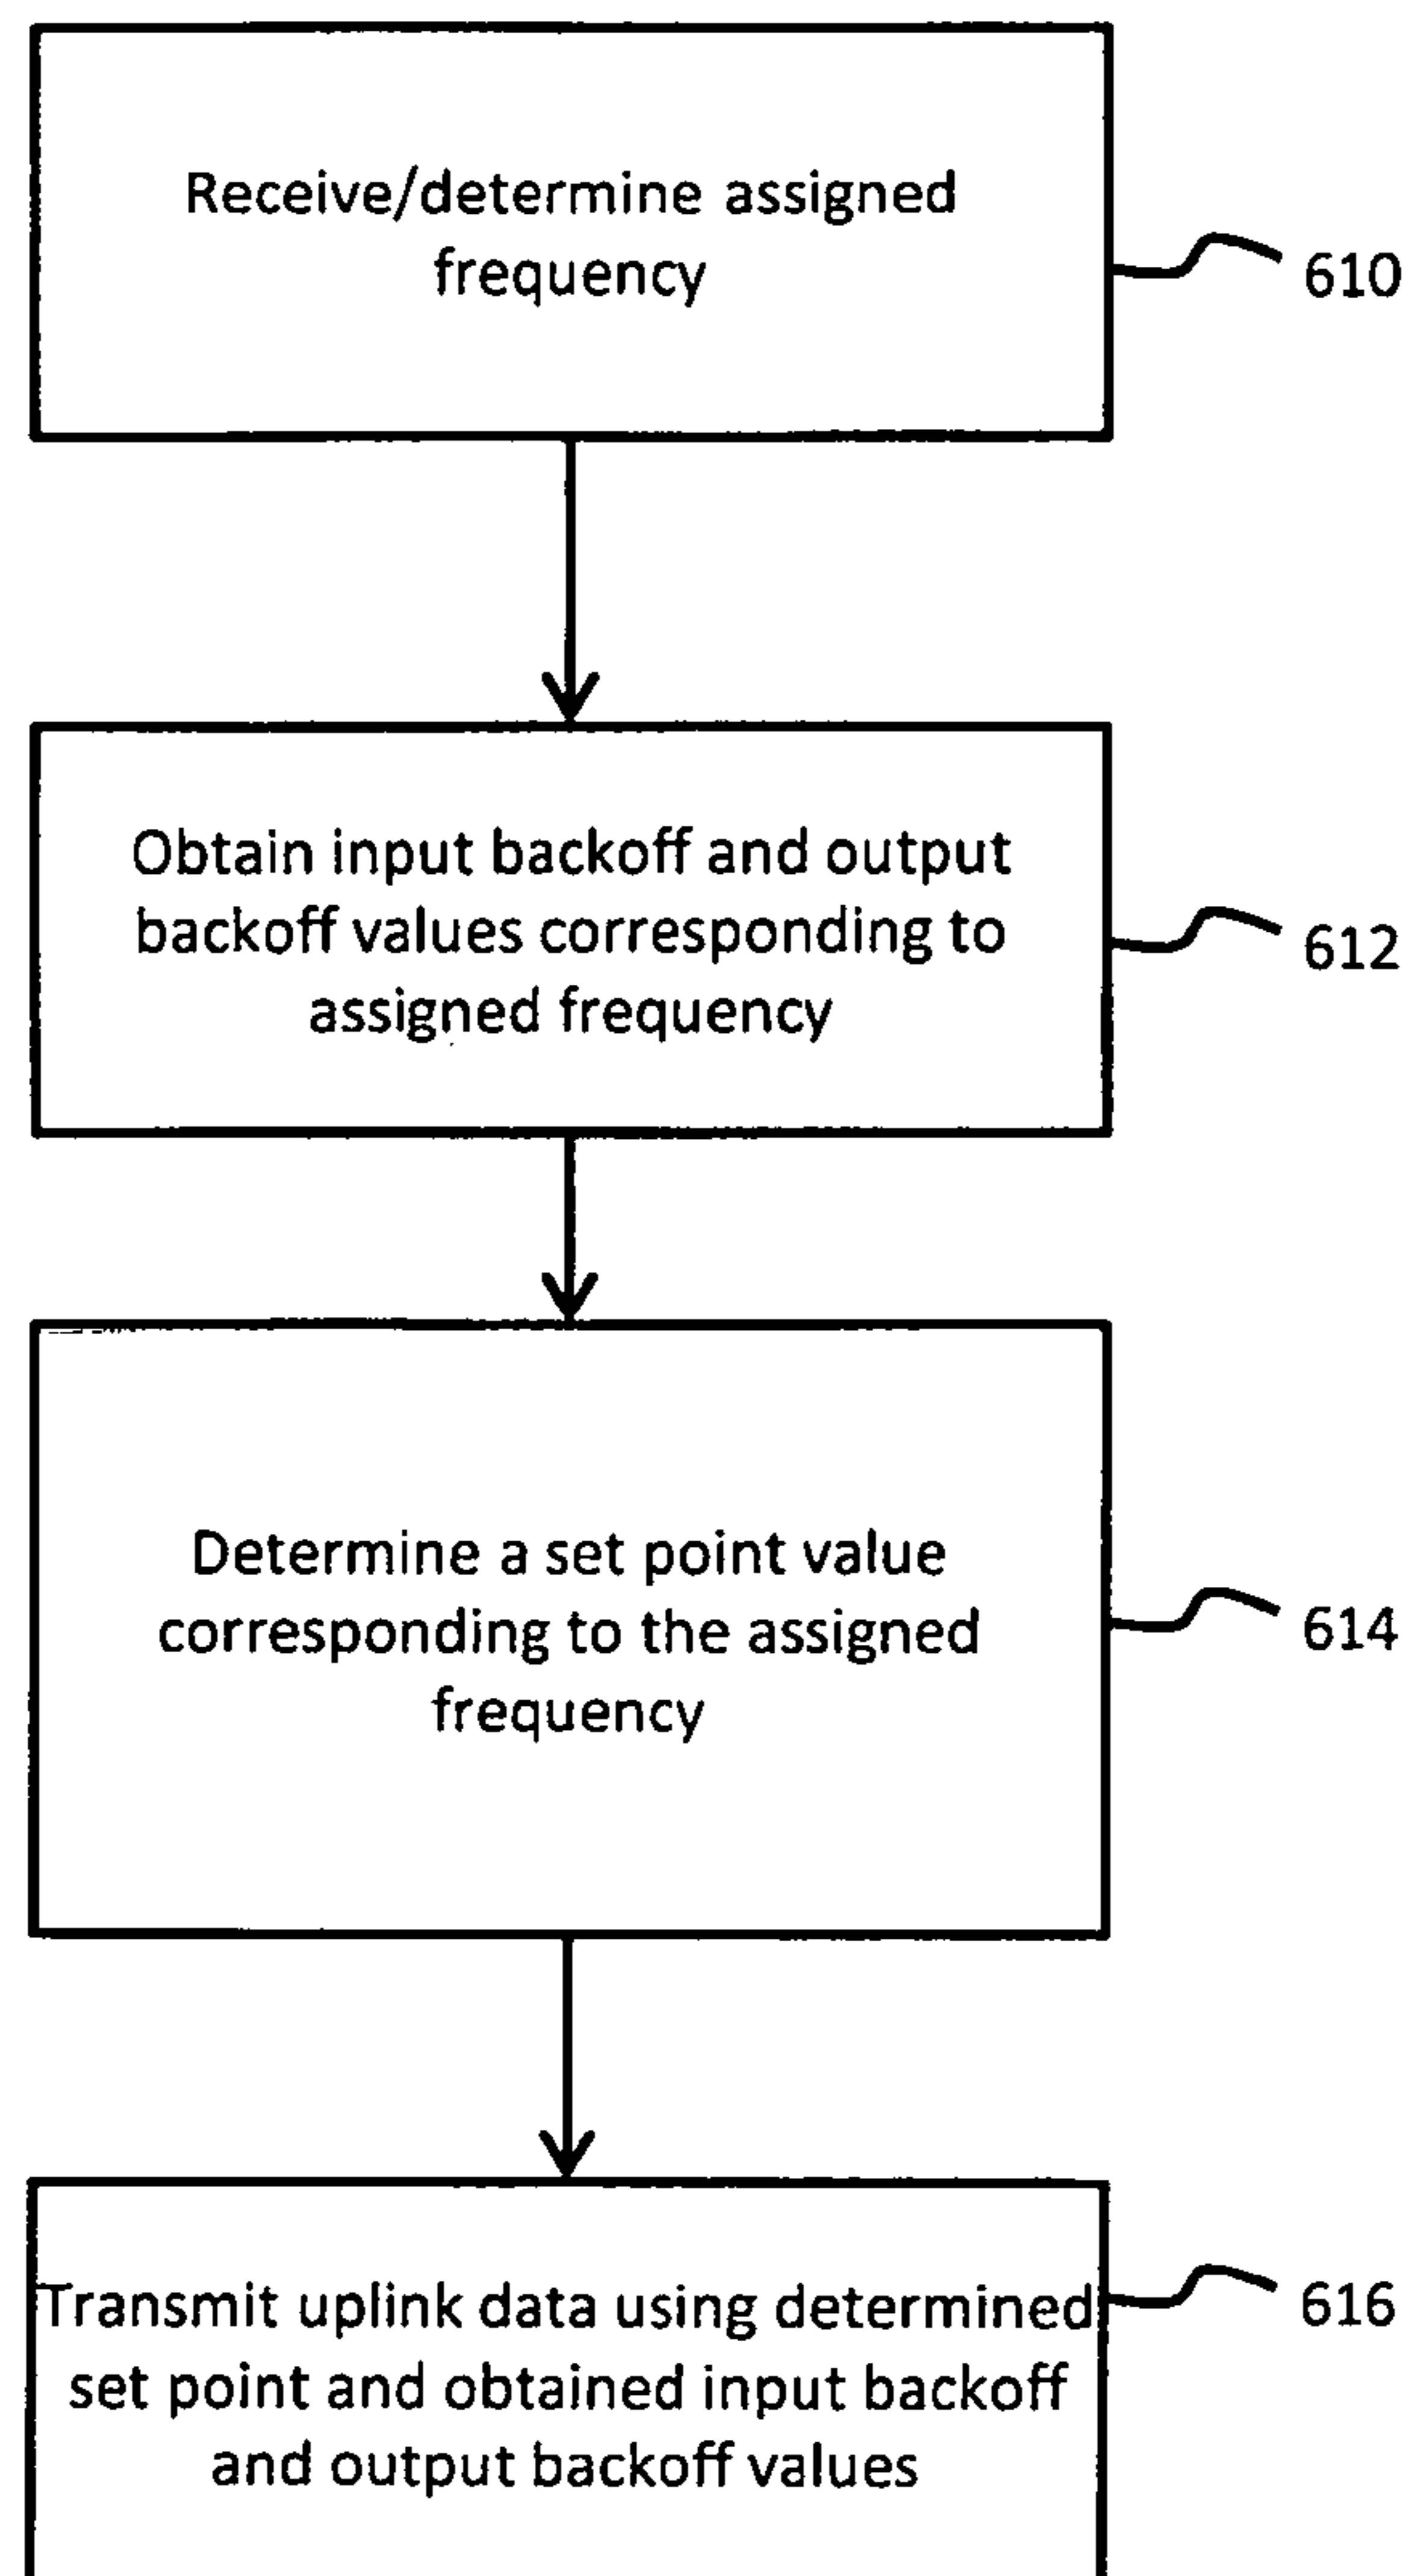 Receive/determine assigned
frequency
610
Obtain input backoff and output
backoff values corresponding to
assigned frequency
612
Determine a set point value
corresponding to the assigned
frequency
614
Transmit uplink data using determined
set point and obtained input backoff
and output backoff values
616